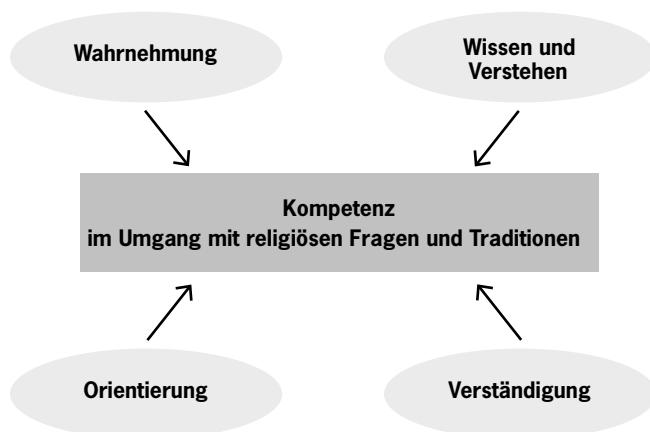 Wahrnehmung
Wissen und
Verstehen
Kompetenz
im Umgang mit religiösen Fragen und Traditionen
Orientierung
Verständigung